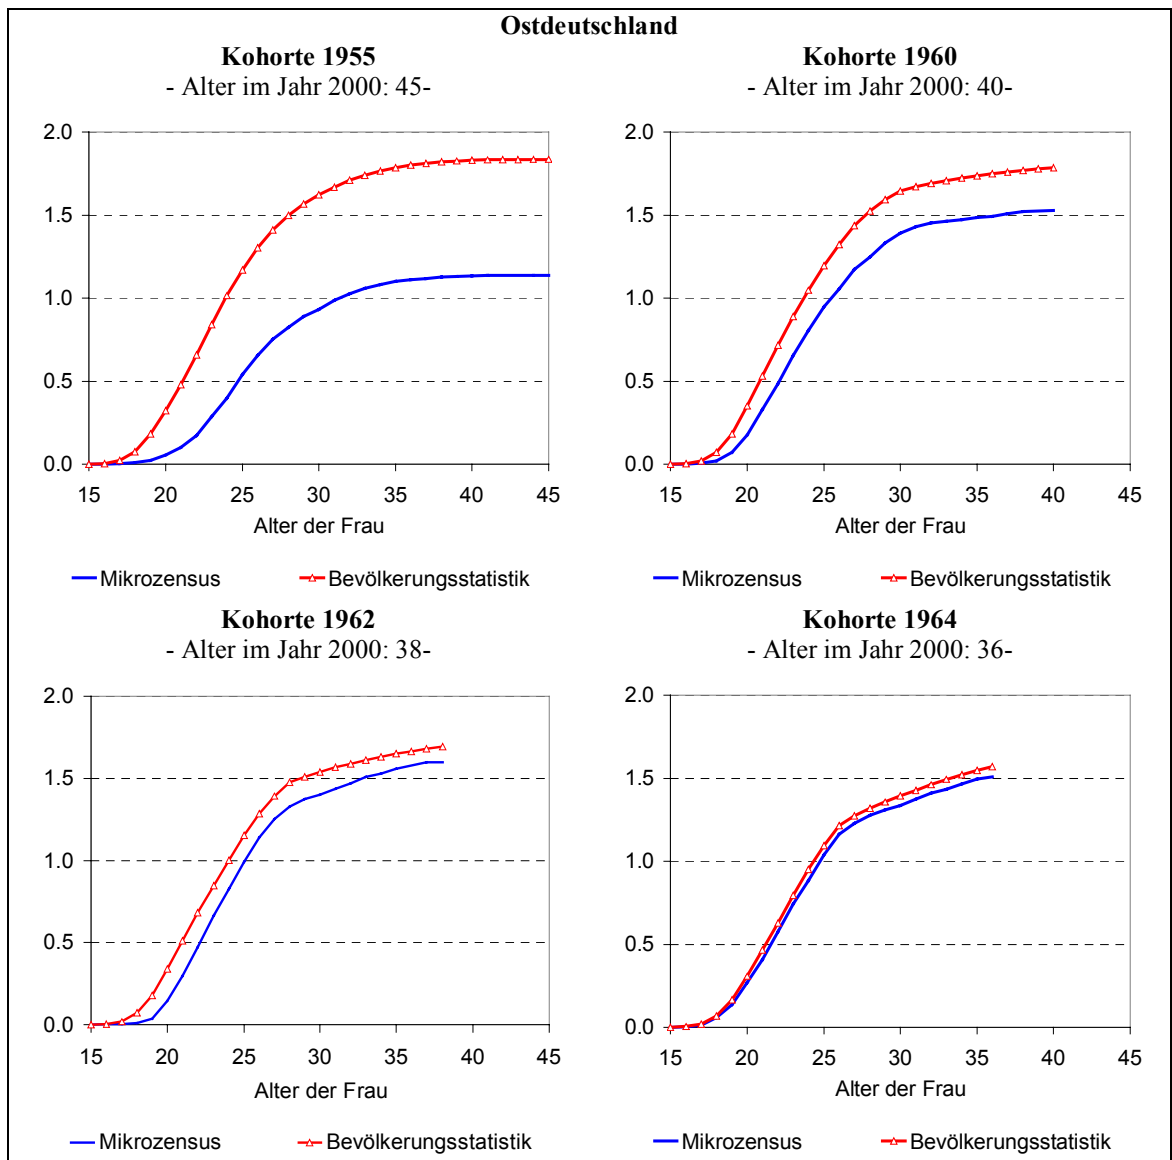 Ostdeutschland
Kohorte 1955
- Alter im Jahr 2000: 45-
2.0
1.5
1.0
0.5
0.0
15 20 25 30 35 40 45
Alter der Frau
Mikrozensus Bevölkerungsstatistik
Kohorte 1960
- Alter im Jahr 2000: 40-
2.0
1.5
1.0
0.5
0.0
15 20 25 30 35 40 45
Alter der Frau
Mikrozensus Bevölkerungsstatistik
Kohorte 1962
- Alter im Jahr 2000: 38-
2.0
1.5
1.0
0.5
0.0
15 20 25 30 35 40 45
Alter der Frau
Mikrozensus Bevölkerungsstatistik
Kohorte 1964
- Alter im Jahr 2000: 36-
2.0
1.5
1.0
0.5
0.0
15 20 25 30 35 40 45
Alter der Frau
Mikrozensus Bevölkerungsstatistik